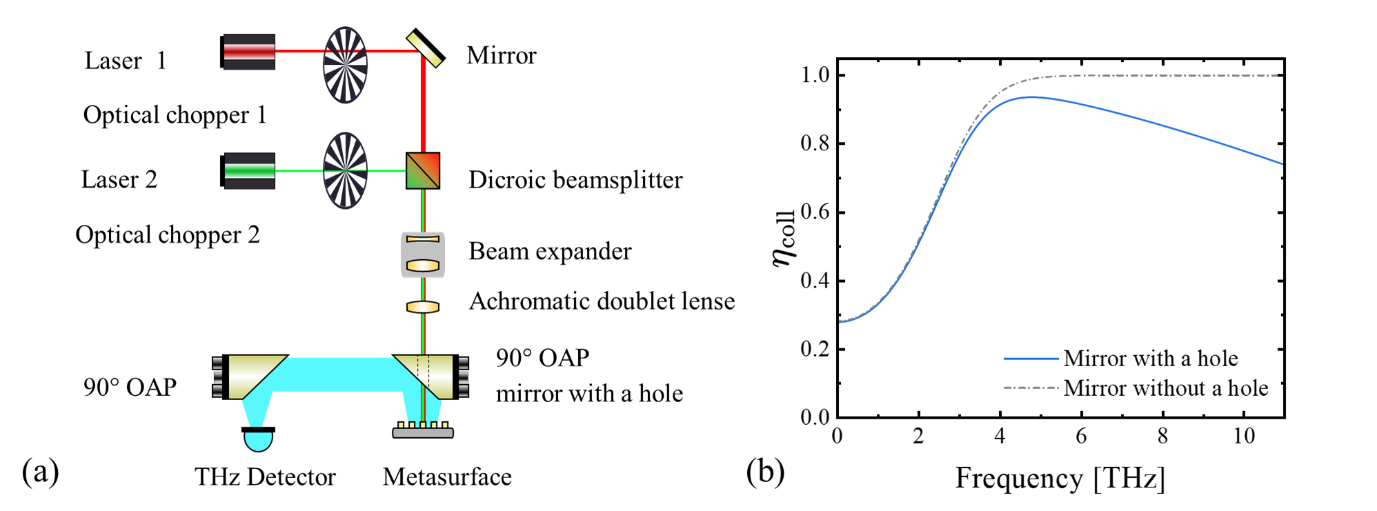 Laser 1
Mirror
Optical chopper 1
Laser 2
Dicroic beamsplitter
Optical chopper 2
Beam expander
Achromatic doublet lense
90° OAP
mirror with a hole
90° OAP
THz Detector
Metasurface
(a)
1.0
0.8
0.6
0.4
0.2
0.0
ηcoll
0 2 4 6 8 10
Frequency [THz]
Mirror with a hole
Mirror without a hole
(b)